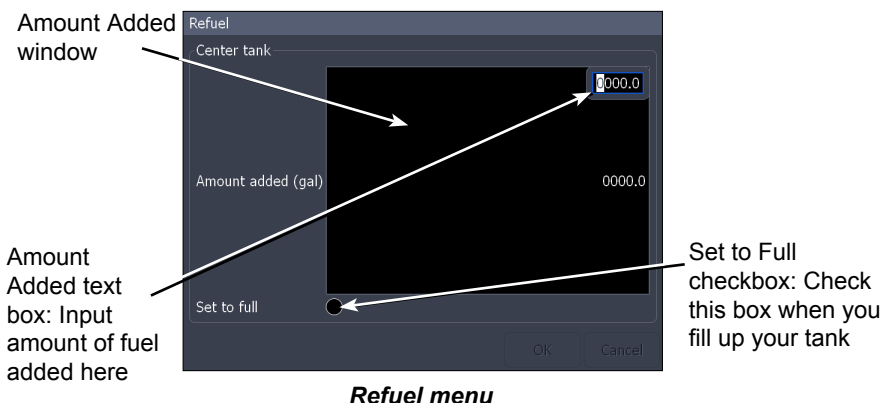 Amount Added
window
Refuel
Center tank
0000.0
Amount added (gal)
0000.0
Set to full
OK
Cancel
Amount
Added text
box: Input
amount of fuel
added here
Set to Full
checkbox: Check
this box when you
fill up your tank
Refuel menu